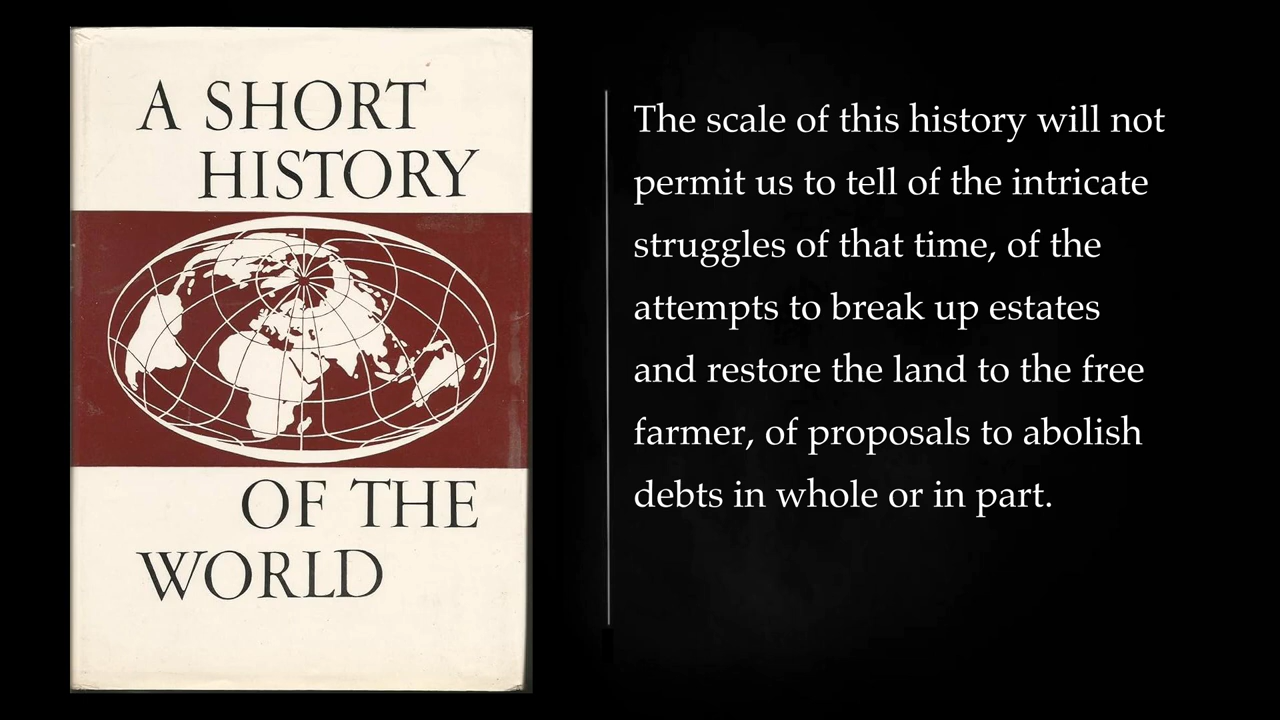 A SHORT
HISTORY
OF THE
WORLD
The scale of this history will not
permit us to tell of the intricate
struggles of that time, of the
attempts to break up estates
and restore the land to the free
farmer, of proposals to abolish
debts in whole or in part.